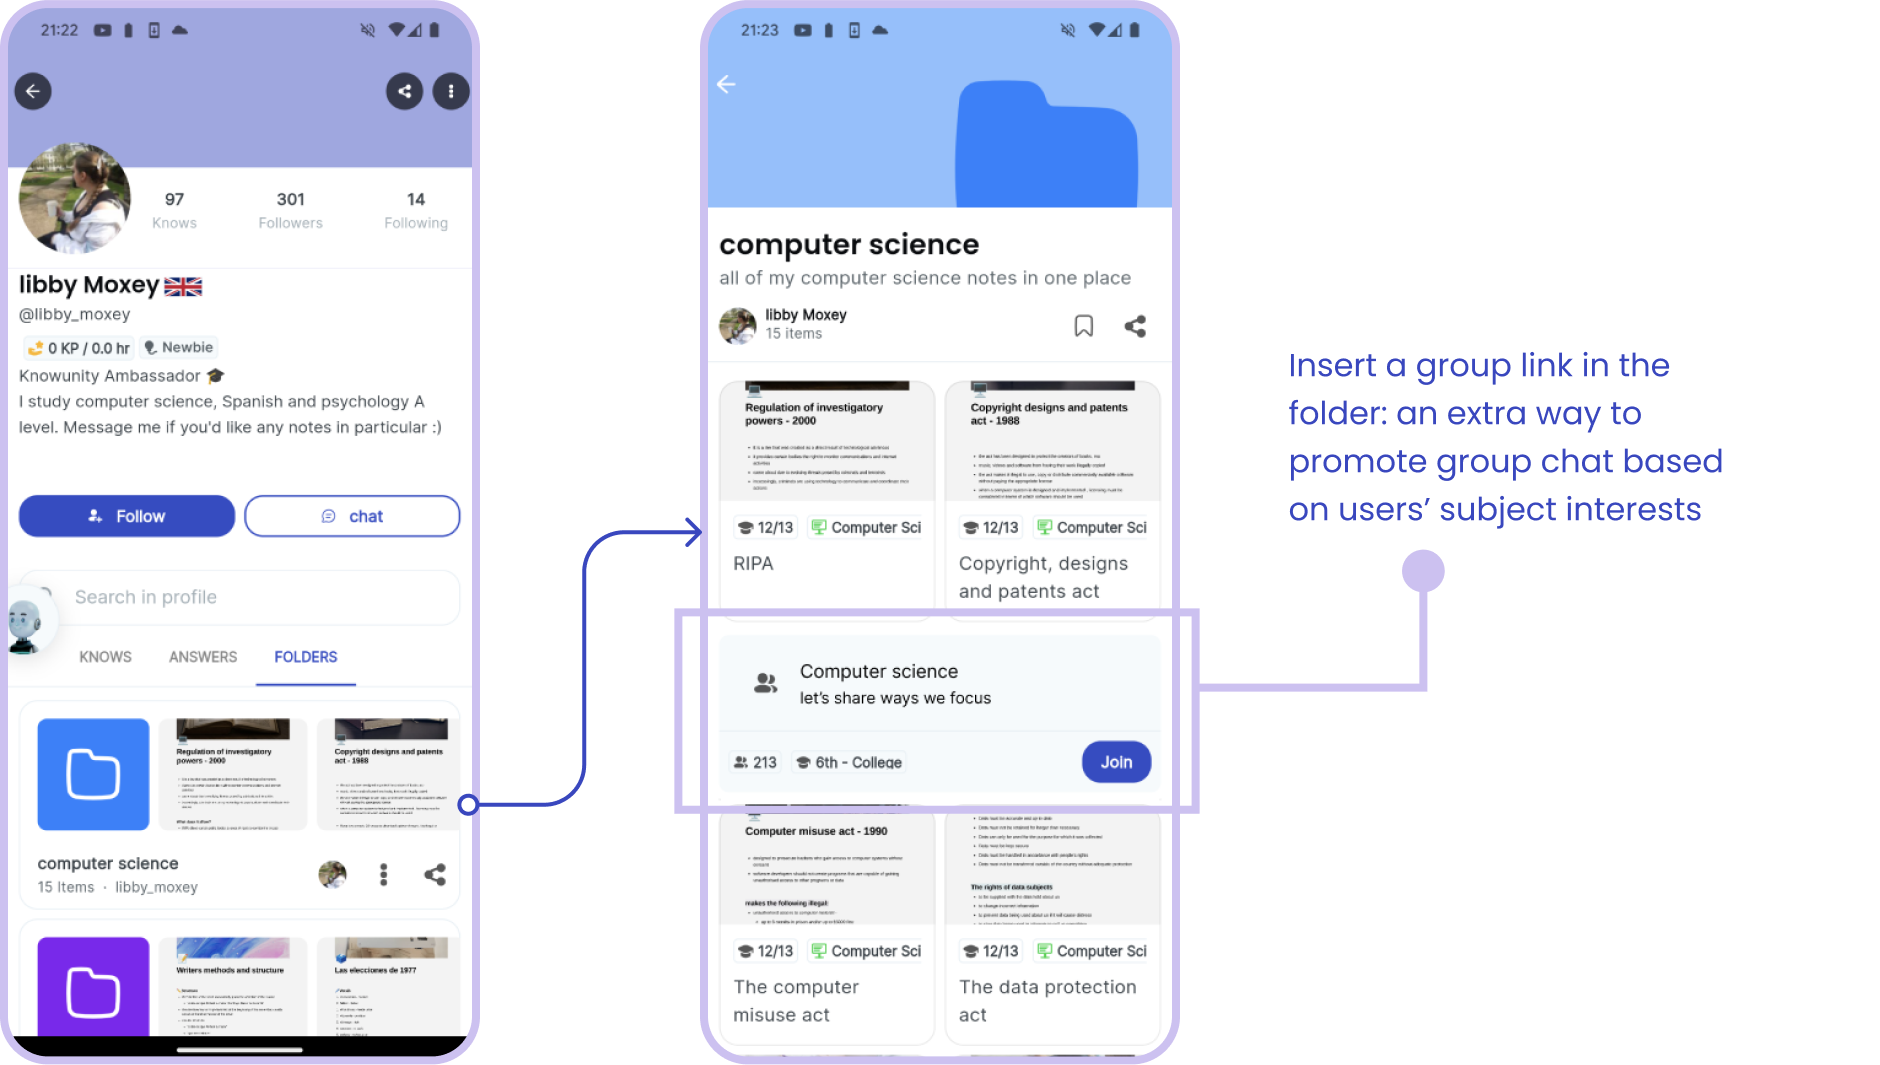 21:22
97
301
14
Knows
Followers
Following
libby Moxey
@libby_moxey
0 KP / 0.0 hr
Newbie
Knowunity Ambassador
I study computer science, Spanish and psychology A
level. Message me if you'd like any notes in particular :)
Follow
chat
Search in profile
KNOWS
ANSWERS
FOLDERS
Regulation of investigatory
powers - 2000
What does it allow?
Copyright designs and patents
act - 1988
computer science
15 Items · libby_moxey
Writers methods and structure
Las elecciones de 1977
21:23
computer science
all of my computer science notes in one place
libby Moxey
15 items
Regulation of investigatory
powers - 2000
12/13
Computer Sci
RIPA
Copyright designs and patents
act - 1988
12/13
Computer Sci
Copyright, designs
and patents act
Computer science
let's share ways we focus
213
6th - College
Join
Computer misuse act - 1990
makes the following illegal:
12/13
Computer Sci
The computer
misuse act
The rights of data subjects
12/13
Computer Sci
The data protection
act
Insert a group link in the
folder: an extra way to
promote group chat based
on users' subject interests